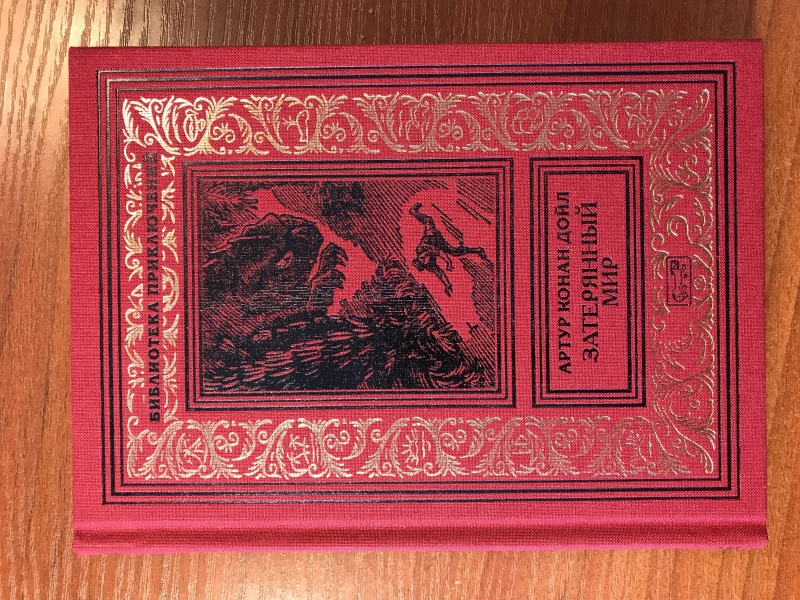 БИБЛИОТЕКА ПРИКЛЮЧЕНИЙ
АРТУР КОНАН ДОЙЛ
ЗАТЕРЯННЫЙ
МИР